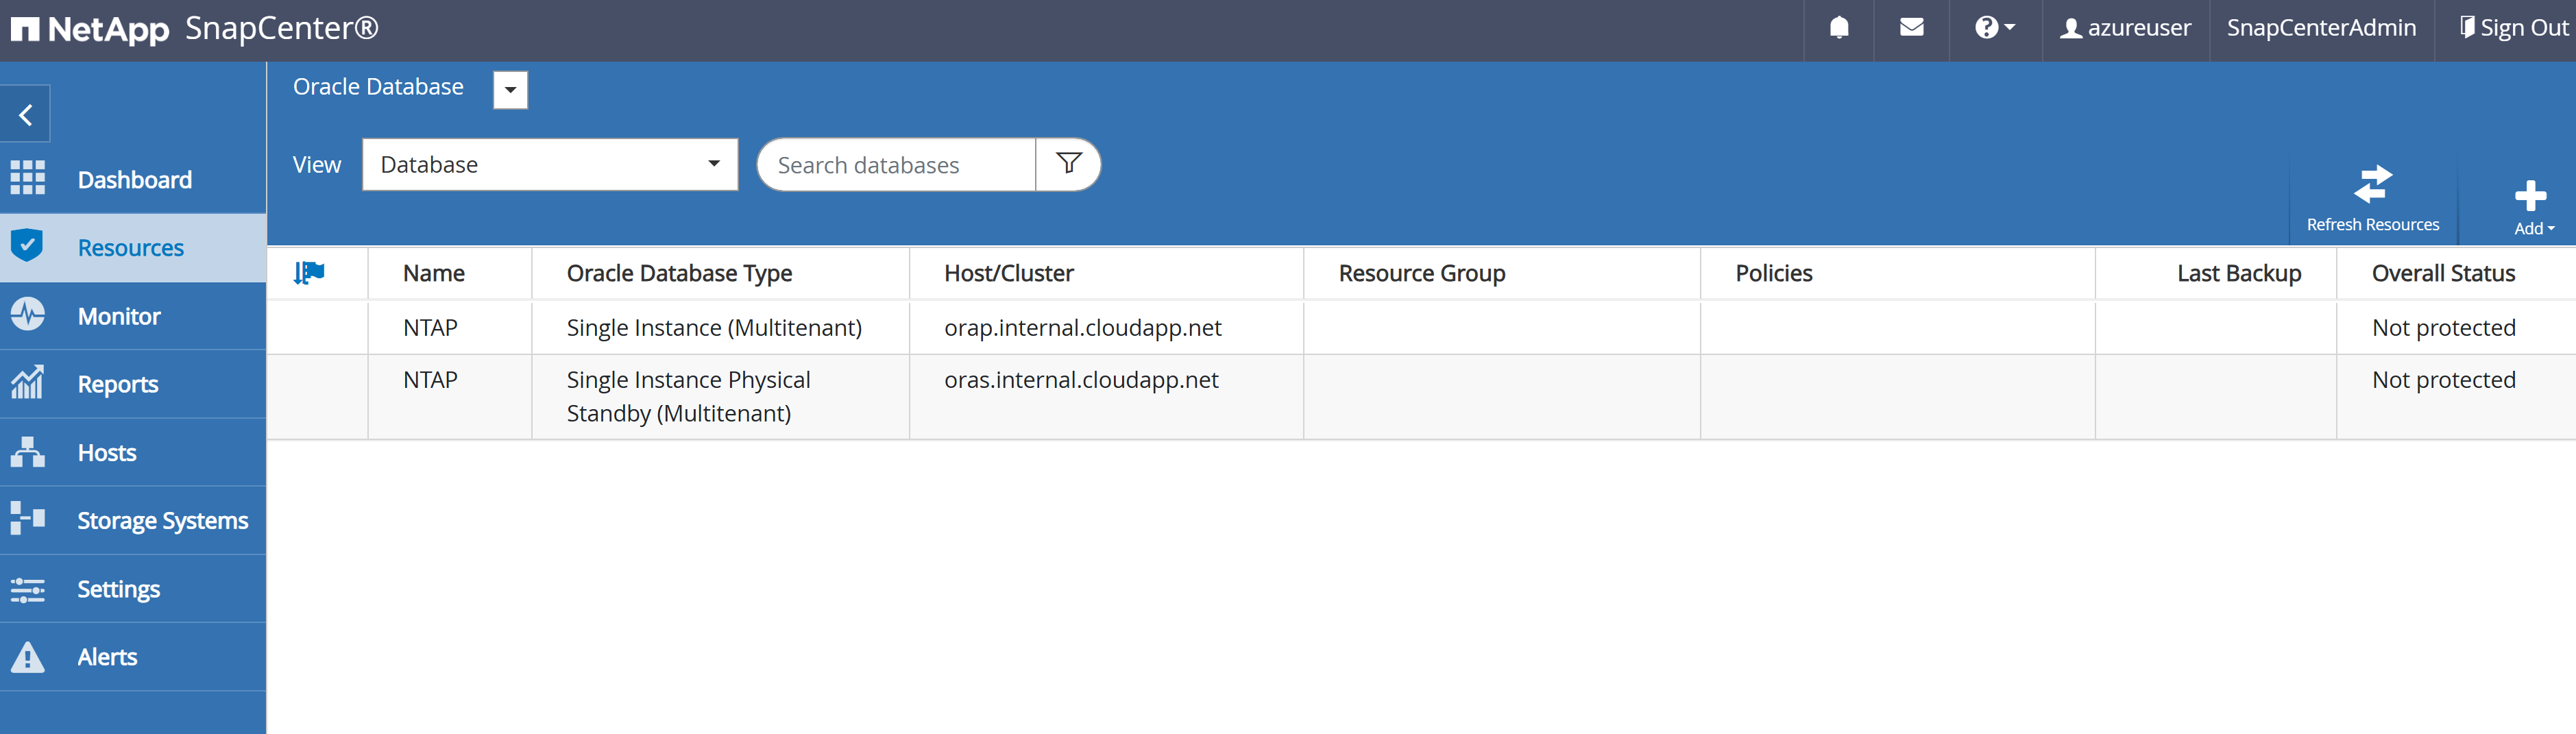 NetApp SnapCenter®
azureuser
SnapCenterAdmin
Sign Out
Oracle Database
View
Database
Search databases
Refresh Resources
Add
Dashboard
Resources
Monitor
Reports
Hosts
Storage Systems
Settings
Alerts
Name Oracle Database Type Host/Cluster Resource Group Policies Last Backup Overall Status
NTAP Single Instance (Multitenant) orap.internal.cloudapp.net Not protected
NTAP Single Instance Physical oras.internal.cloudapp.net Not protected
Standby (Multitenant)